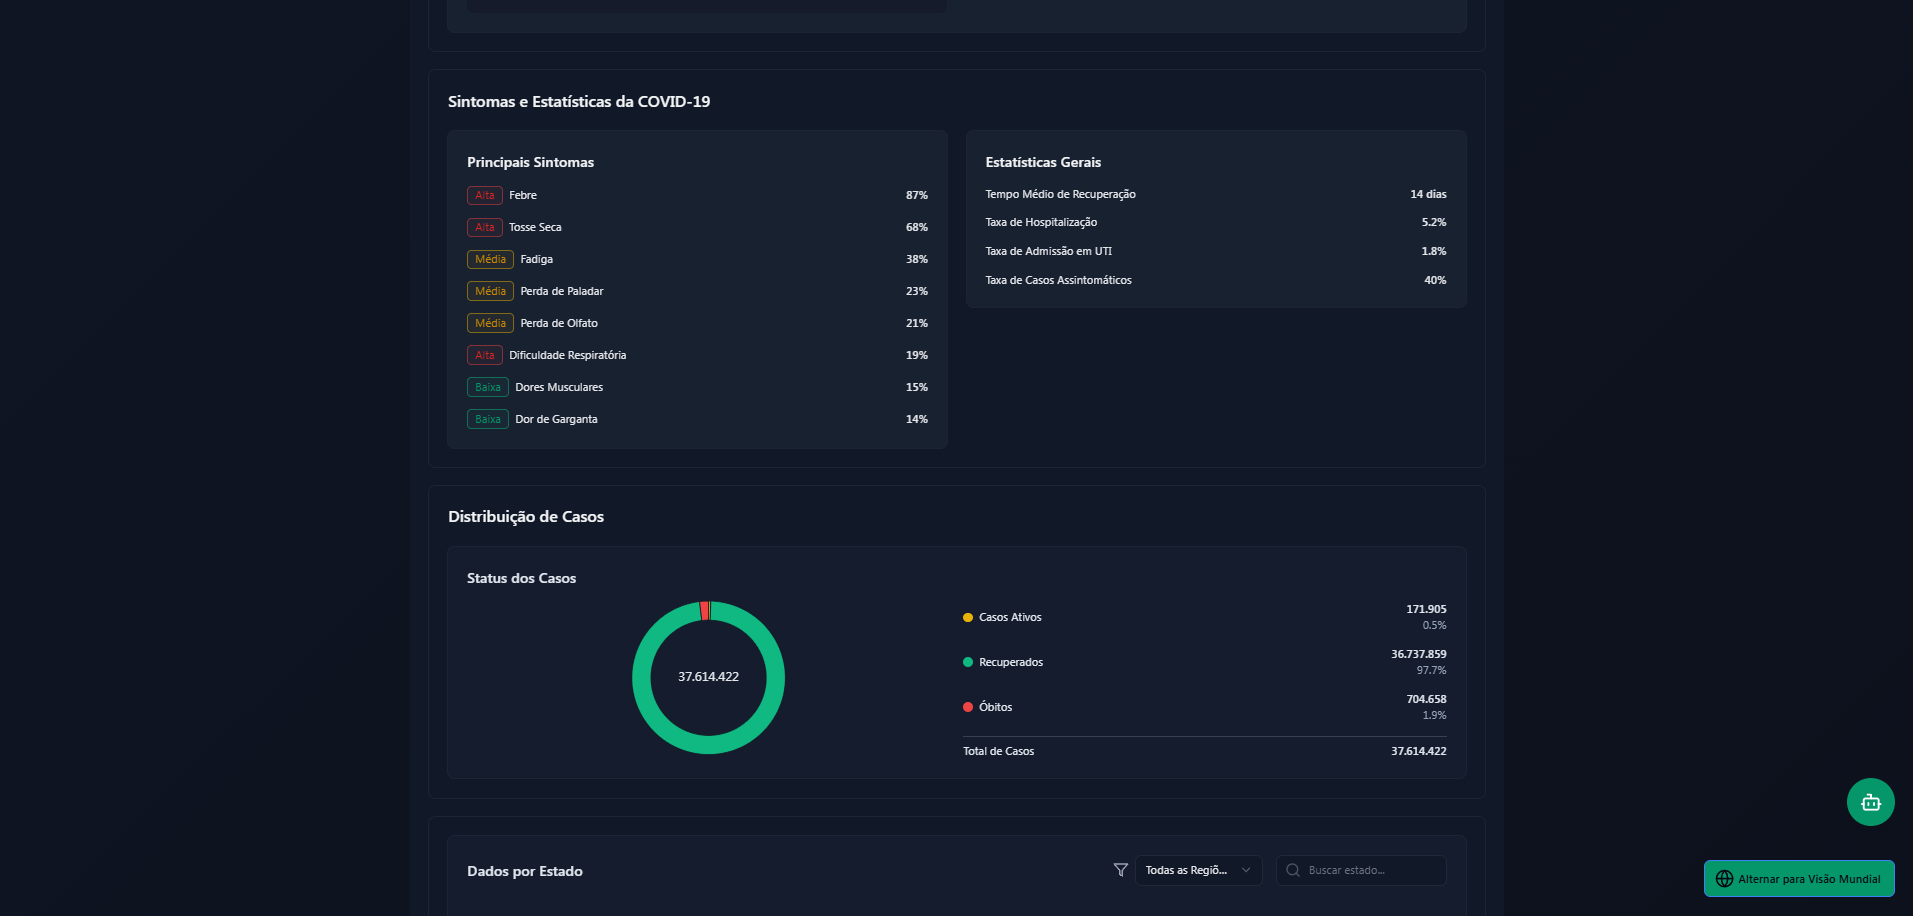 Sintomas e Estatísticas da COVID-19
Principais Sintomas
Alta Febre 87%
Alta Tosse Seca 68%
Média Fadiga 38%
Média Perda de Paladar 23%
Média Perda de Olfato 21%
Alta Dificuldade Respiratória 19%
Baixa Dores Musculares 15%
Baixa Dor de Garganta 14%
Estatísticas Gerais
Tempo Médio de Recuperação 14 dias
Taxa de Hospitalização 5.2%
Taxa de Admissão em UTI 1.8%
Taxa de Casos Assintomáticos 40%
Distribuição de Casos
Status dos Casos
37.614.422
Casos Ativos 171.905
0.5%
Recuperados 36.737.859
97.7%
Óbitos 704.658
1.9%
Total de Casos 37.614.422
Dados por Estado
Todas as Regiõ...
Buscar estado...
Alternar para Visão Mundial